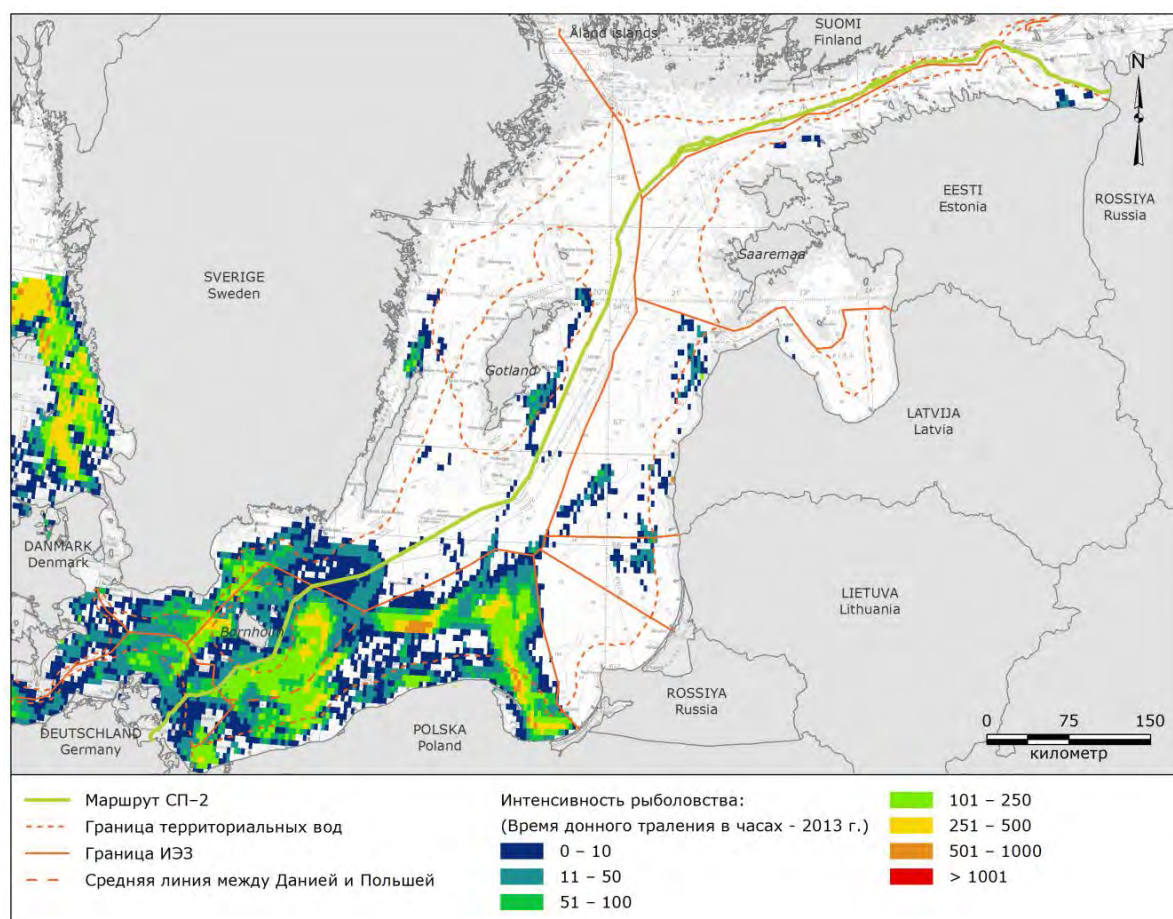 Åland islands
SUOMI
Finland
N
EESTI
Estonia
ROSSIYA
Russia
Saaremaa
SVERIGE
Sweden
Gotland
LATVIJA
Latvia
DANMARK
Denmark
LIETUVA
Lithuania
Bornholm
ROSSIYA
Russia
DEUTSCHLAND
Germany
POLSKA
Poland
0 75 150
километр
Маршрут СП–2
Граница территориальных вод
Граница ИЭЗ
Средняя линия между Данией и Польшей
Интенсивность рыболовства:
(Время донного траления в часах - 2013 г.)
0 – 10
11 – 50
51 – 100
101 – 250
251 – 500
501 – 1000
> 1001